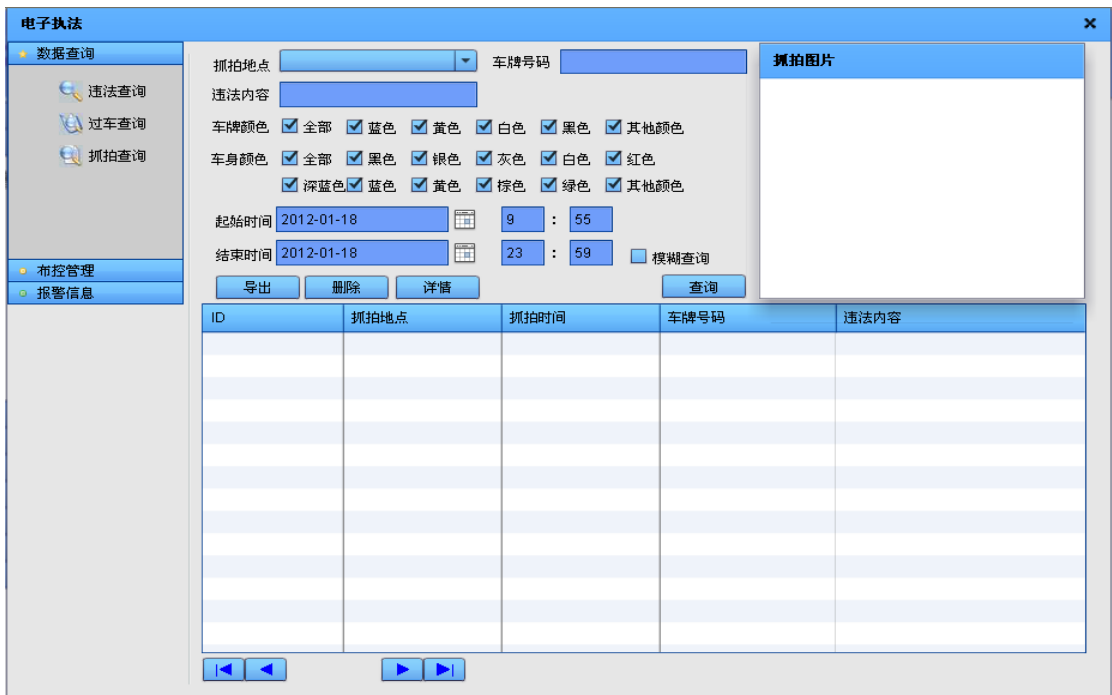 电子执法
数据查询
违法查询
过车查询
抓拍查询
布控管理
报警信息
抓拍地点 车牌号码
违法内容
车牌颜色 全部 蓝色 黄色 白色 黑色 其他颜色
车身颜色 全部 黑色 银色 灰色 白色 红色
深蓝色 蓝色 黄色 棕色 绿色 其他颜色
起始时间 2012-01-18 9 : 55
结束时间 2012-01-18 23 : 59 模糊查询
导出 删除 详情 查询
抓拍图片
ID 抓拍地点 抓拍时间 车牌号码 违法内容